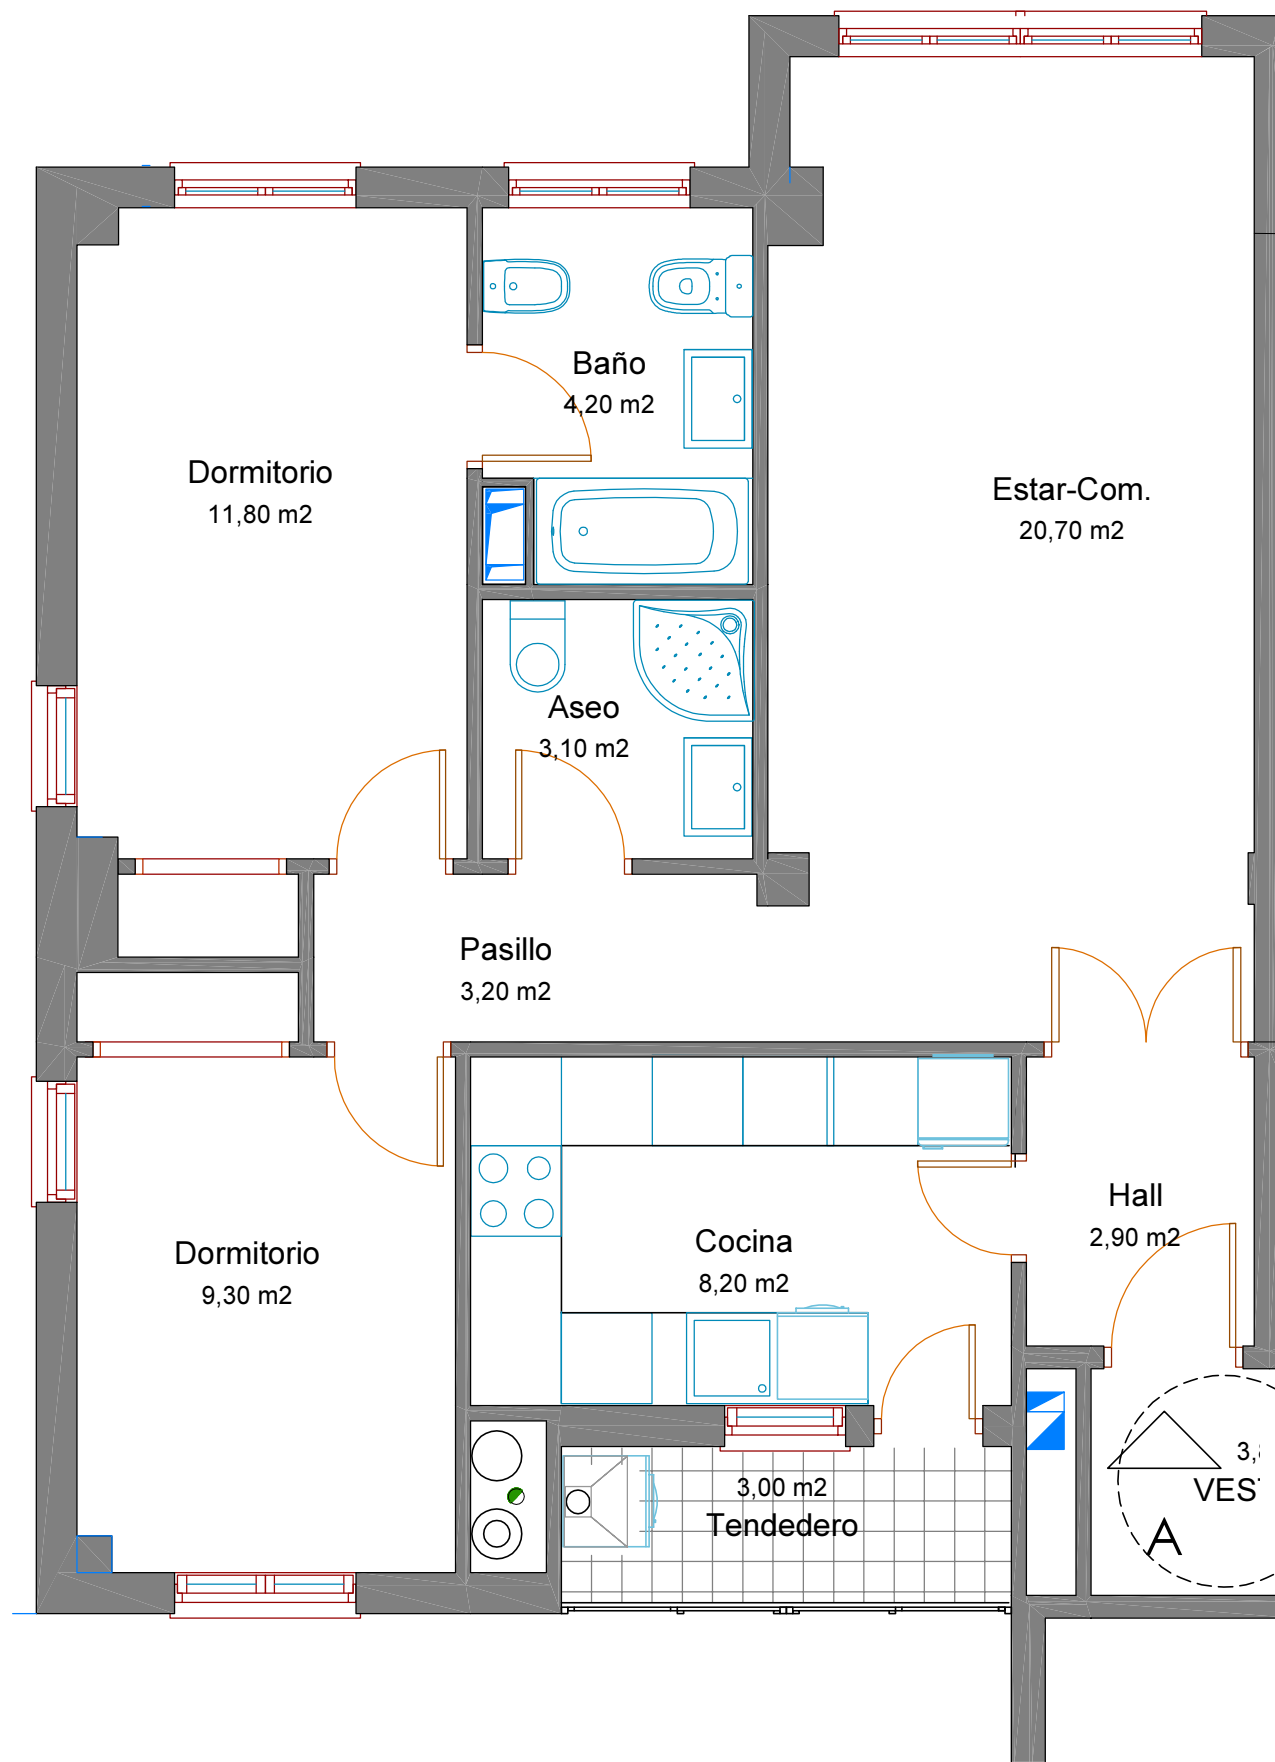 Baño
4,20 m2
Dormitorio
11,80 m2
Estar-Com.
20,70 m2
Aseo
3,10 m2
Pasillo
3,20 m2
Hall
2,90 m2
Cocina
8,20 m2
Dormitorio
9,30 m2
3,00 m2
Tendedero
A